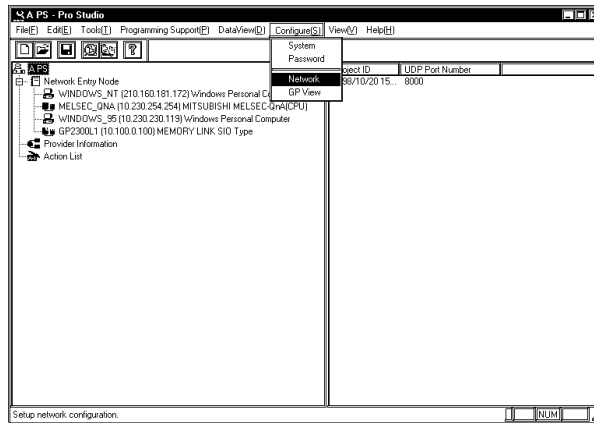 A PS - Pro Studio
File(F) Edit(E) Tools(T) Programming Support(P) DataView(D) Configure(S) View(V) Help(H)
System
Password
Network
GP View
A PS
oject ID UDP Port Number
98/10/20 15... 8000
Network Entry Node
WINDOWS_NT (210.160.181.172) Windows Personal Co
MELSEC_QNA (10.230.254.254) MITSUBISHI MELSEC-QnA(CPU)
WINDOWS_95 (10.230.230.119) Windows Personal Computer
GP2300L1 (10.100.0.100) MEMORY LINK SIO Type
Provider Information
Action List
Setup network configuration.
NUM